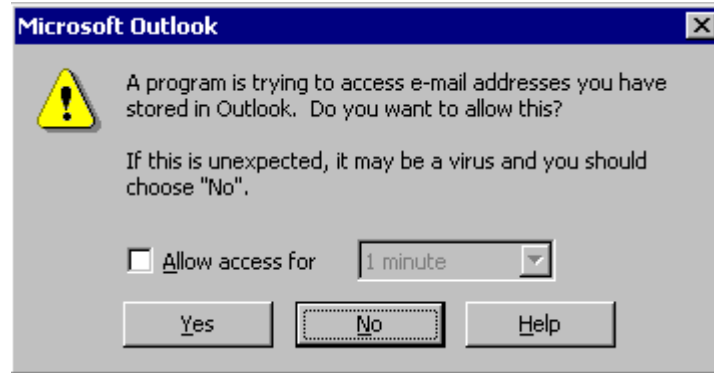 Microsoft Outlook
A program is trying to access e-mail addresses you have
stored in Outlook. Do you want to allow this?
If this is unexpected, it may be a virus and you should
choose "No".
Allow access for 1 minute
Yes No Help